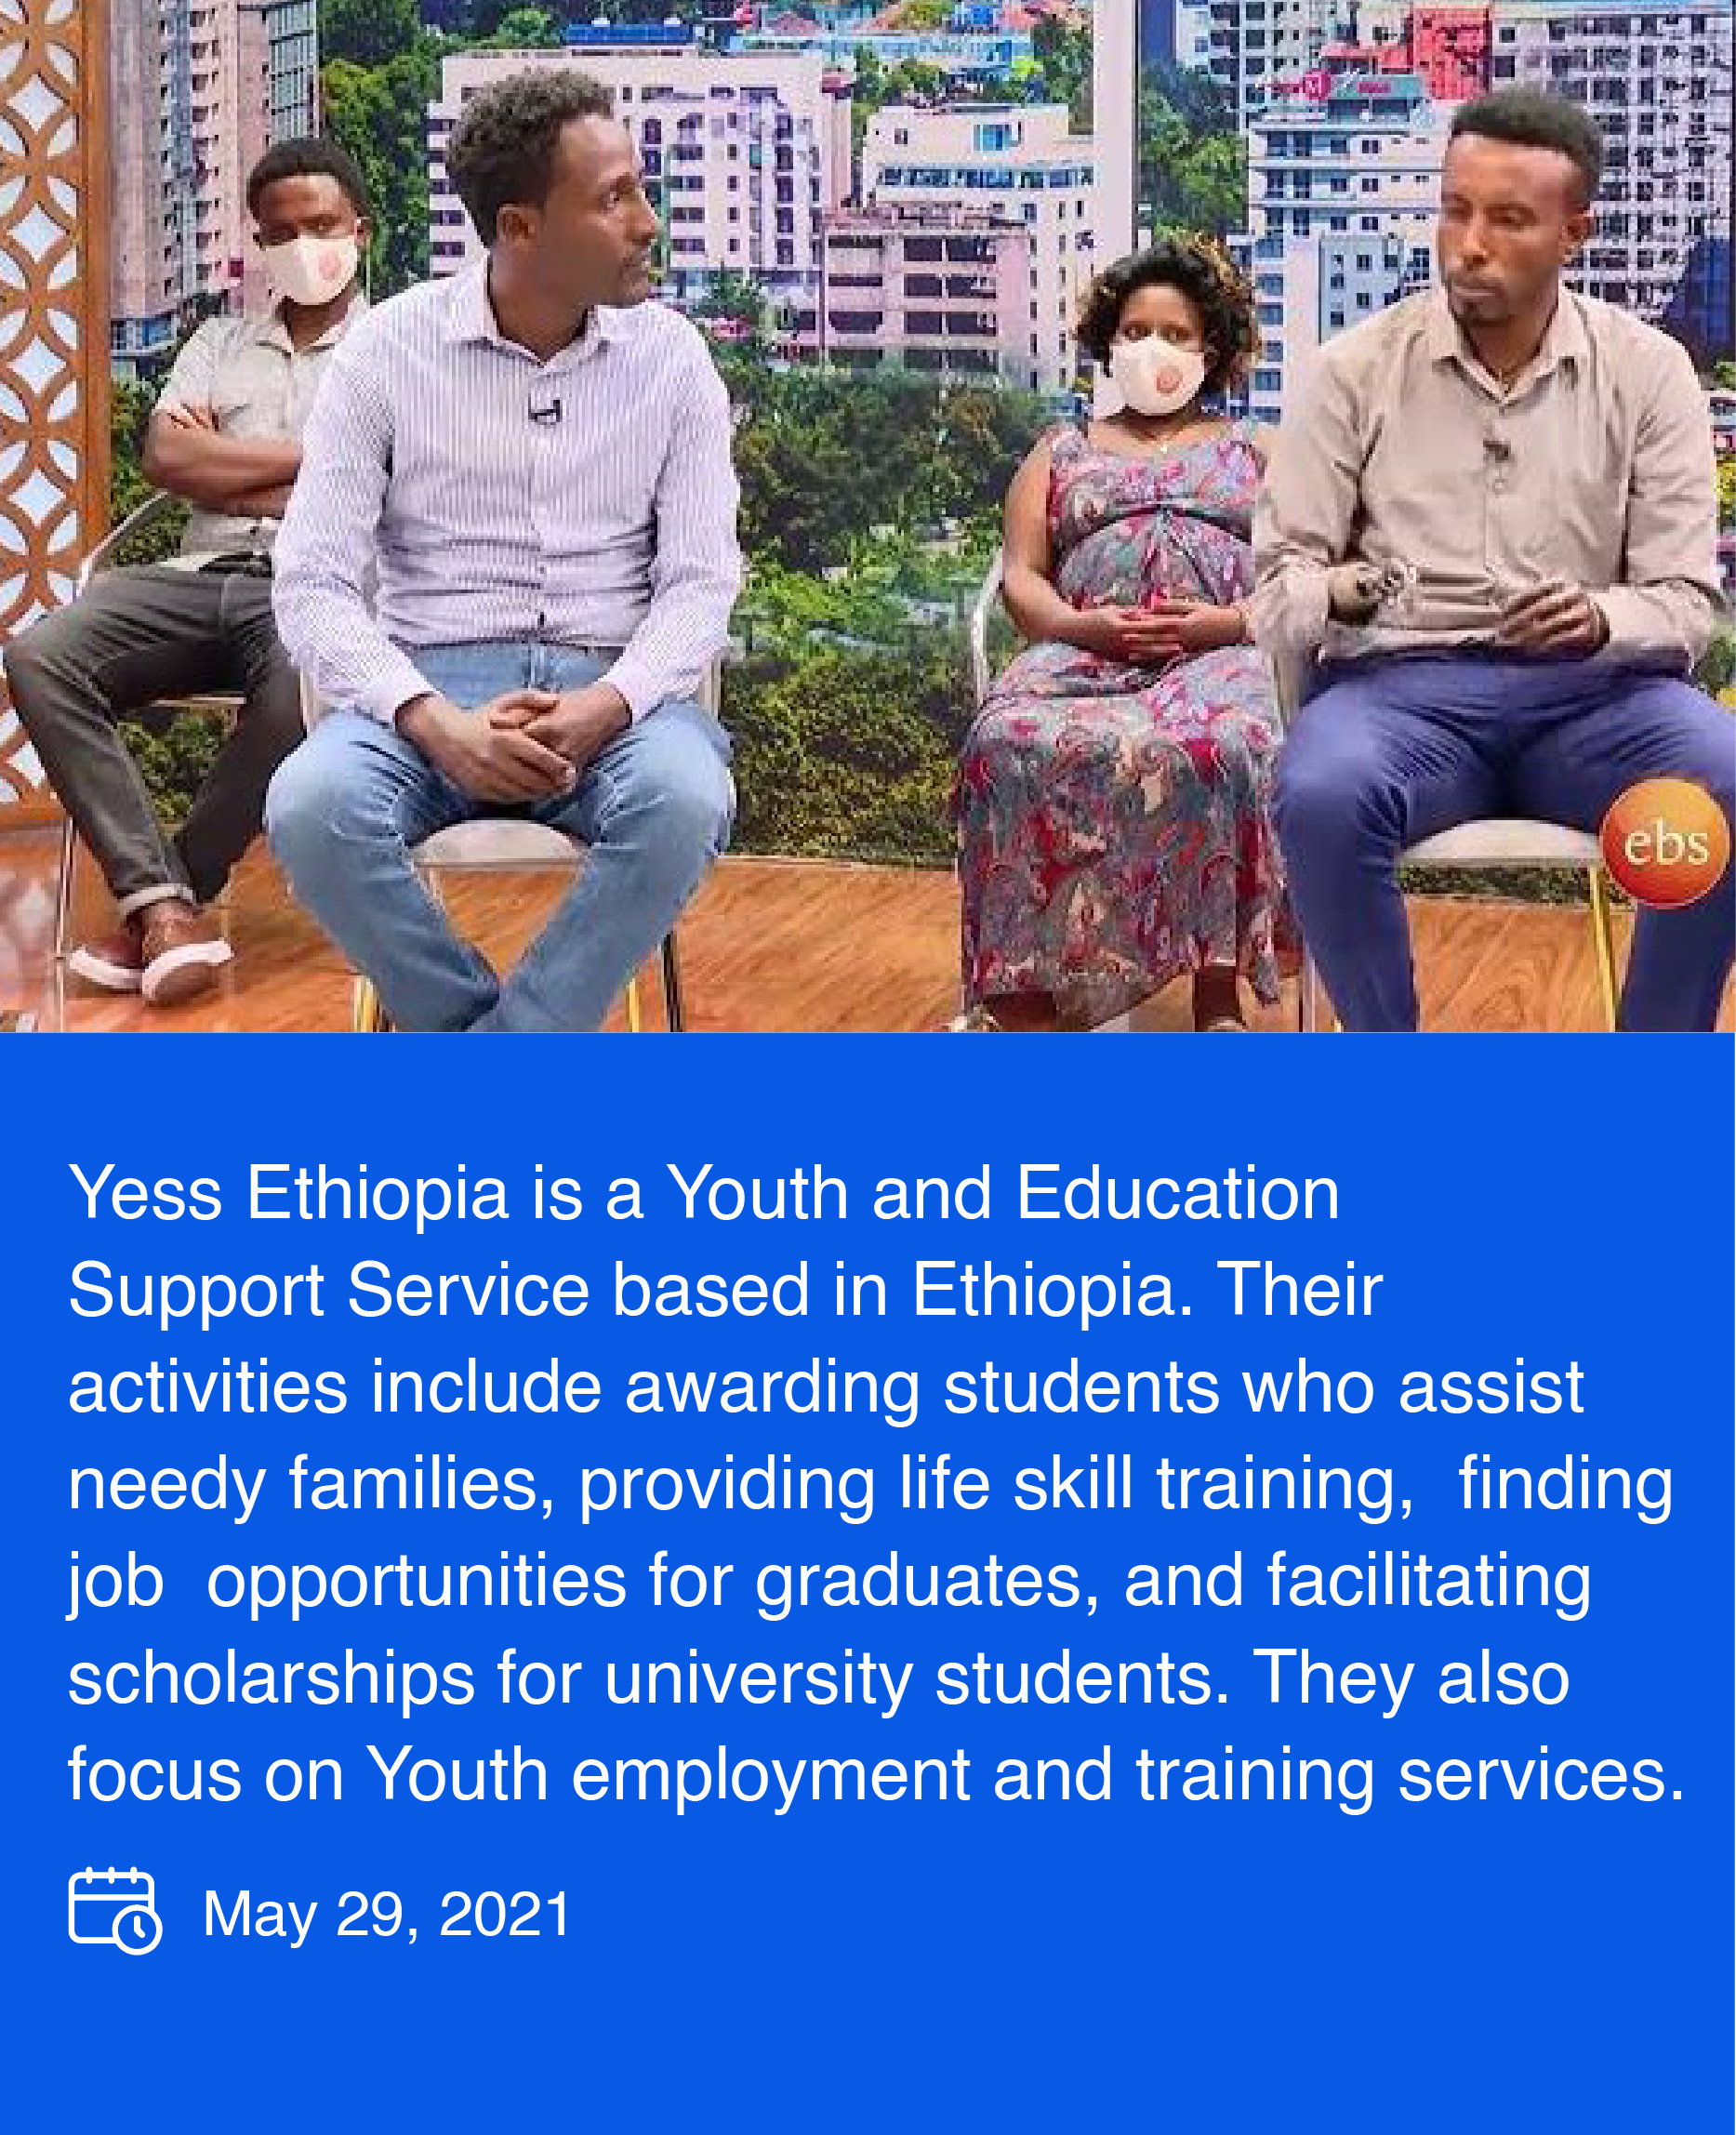 ebs
Yess Ethiopia is a Youth and Education
Support Service based in Ethiopia. Their
activities include awarding students who assist
needy families, providing life skill training,  finding
job  opportunities for graduates, and facilitating
scholarships for university students. They also
focus on Youth employment and training services.
May 29, 2021